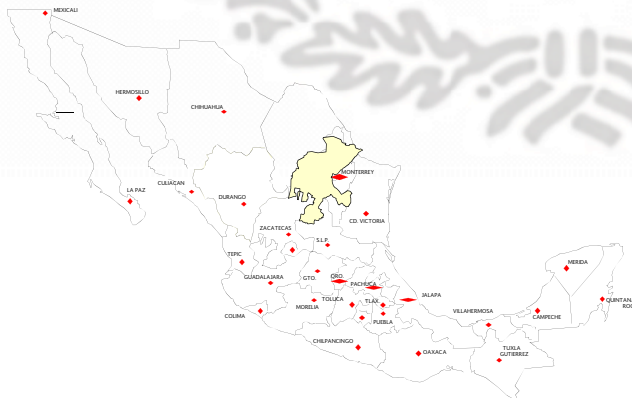 MEXICALI
HERMOSILLO
CHIHUAHUA
MONTERREY
CULIACAN
LA PAZ
DURANGO
CD. VICTORIA
ZACATECAS
S.L.P.
TEPIC
MERIDA
GUADALAJARA
GTO.
QRO.
PACHUCA
JALAPA
QUINTANA
ROO
MORELIA
TOLUCA
TLAX.
VILLAHERMOSA
CAMPECHE
COLIMA
PUEBLA
CHILPANCINGO
OAXACA
TUXLA
GUTIERREZ